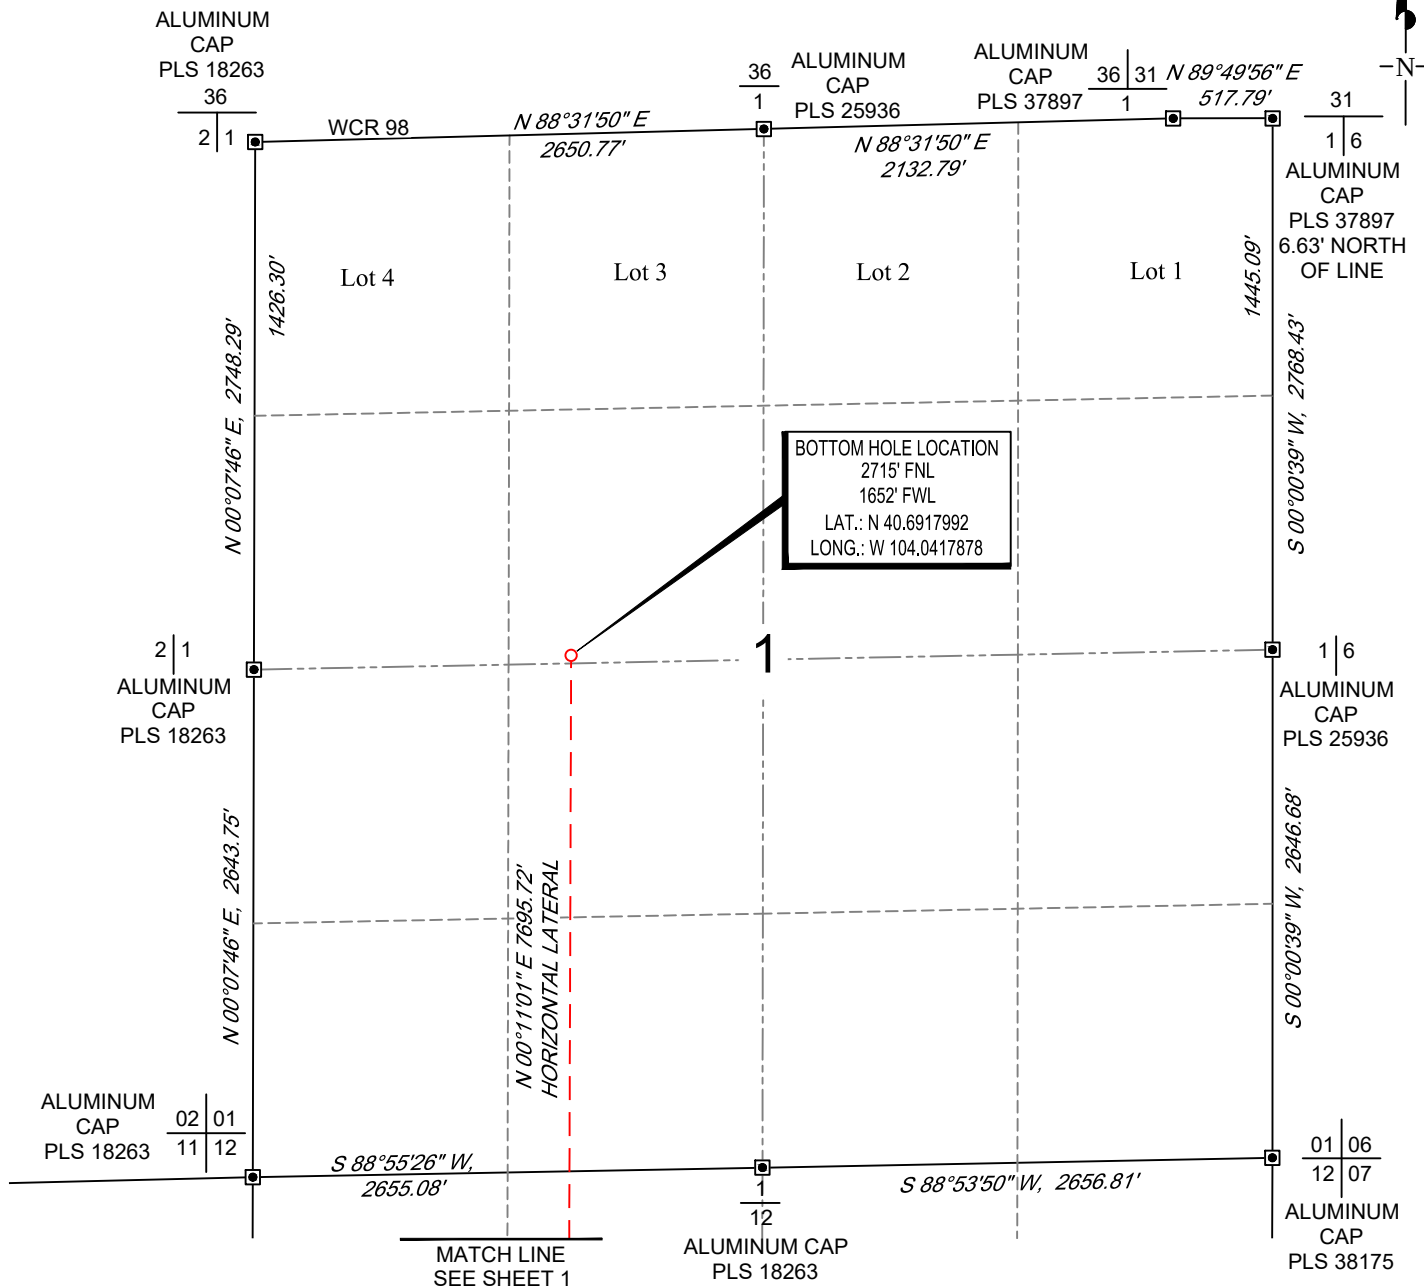 ALUMINUM
CAP
PLS 18263
36
2 1
WCR 98
N 88°31'50" E
2650.77'
36
1
ALUMINUM
CAP
PLS 25936
N 88°31'50" E
2132.79'
ALUMINUM
CAP
PLS 37897
36 31
1
N 89°49'56" E
517.79'
-N-
31
1 6
ALUMINUM
CAP
PLS 37897
6.63' NORTH
OF LINE
1426.30'
Lot 4
Lot 3
Lot 2
Lot 1
1445.09'
N 00°07'46" E, 2748.29'
S 00°00'39" W, 2768.43'
BOTTOM HOLE LOCATION
2715' FNL
1652' FWL
LAT.: N 40.6917992
LONG.: W 104.0417878
2 1
ALUMINUM
CAP
PLS 18263
1
1 6
ALUMINUM
CAP
PLS 25936
N 00°07'46" E, 2643.75'
N 00°11'01" E 7695.72'
HORIZONTAL LATERAL
S 00°00'39" W, 2646.68'
ALUMINUM
CAP
PLS 18263
02 01
11 12
S 88°55'26" W,
2655.08'
1
12
ALUMINUM CAP
PLS 18263
S 88°53'50" W, 2656.81'
01 06
12 07
ALUMINUM
CAP
PLS 38175
MATCH LINE
SEE SHEET 1